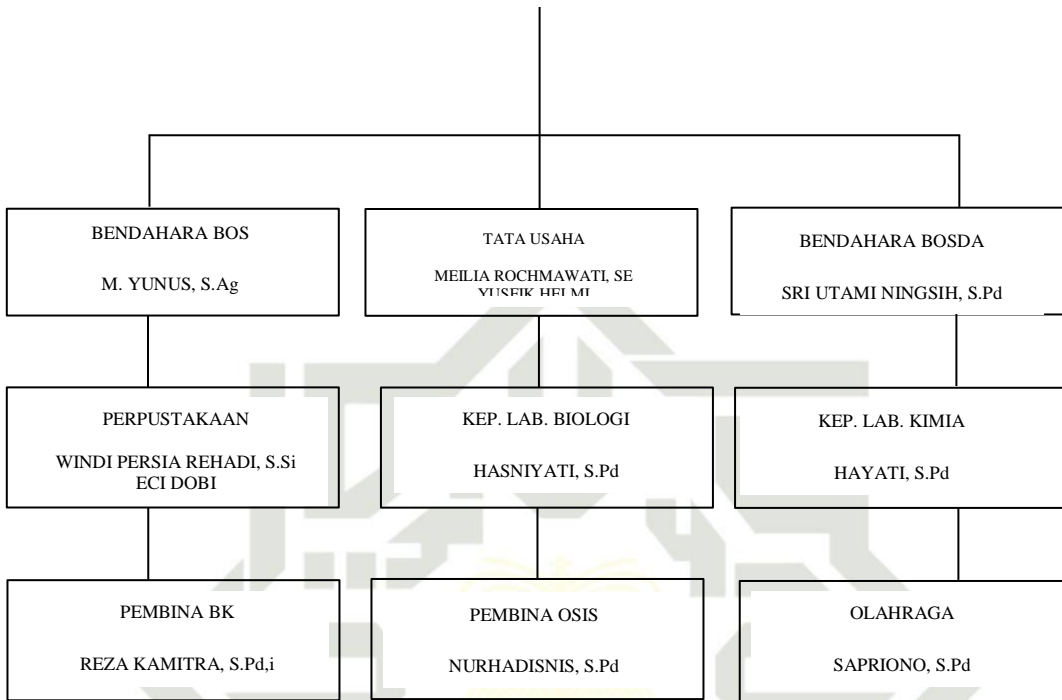 BENDAHARA BOS
M. YUNUS, S.Ag
TATA USAHA
MEILIA ROCHMAWATI, SE
YUSFIK HELMI
BENDAHARA BOSDA
SRI UTAMI NINGSIH, S.Pd
PERPUSTAKAAN
WINDI PERSIA REHADI, S.Si
ECI DOBI
KEP. LAB. BIOLOGI
HASNIYATI, S.Pd
KEP. LAB. KIMIA
HAYATI, S.Pd
PEMBINA BK
REZA KAMITRA, S.Pd,i
PEMBINA OSIS
NURHADISNIS, S.Pd
OLAHRAGA
SAPRIONO, S.Pd